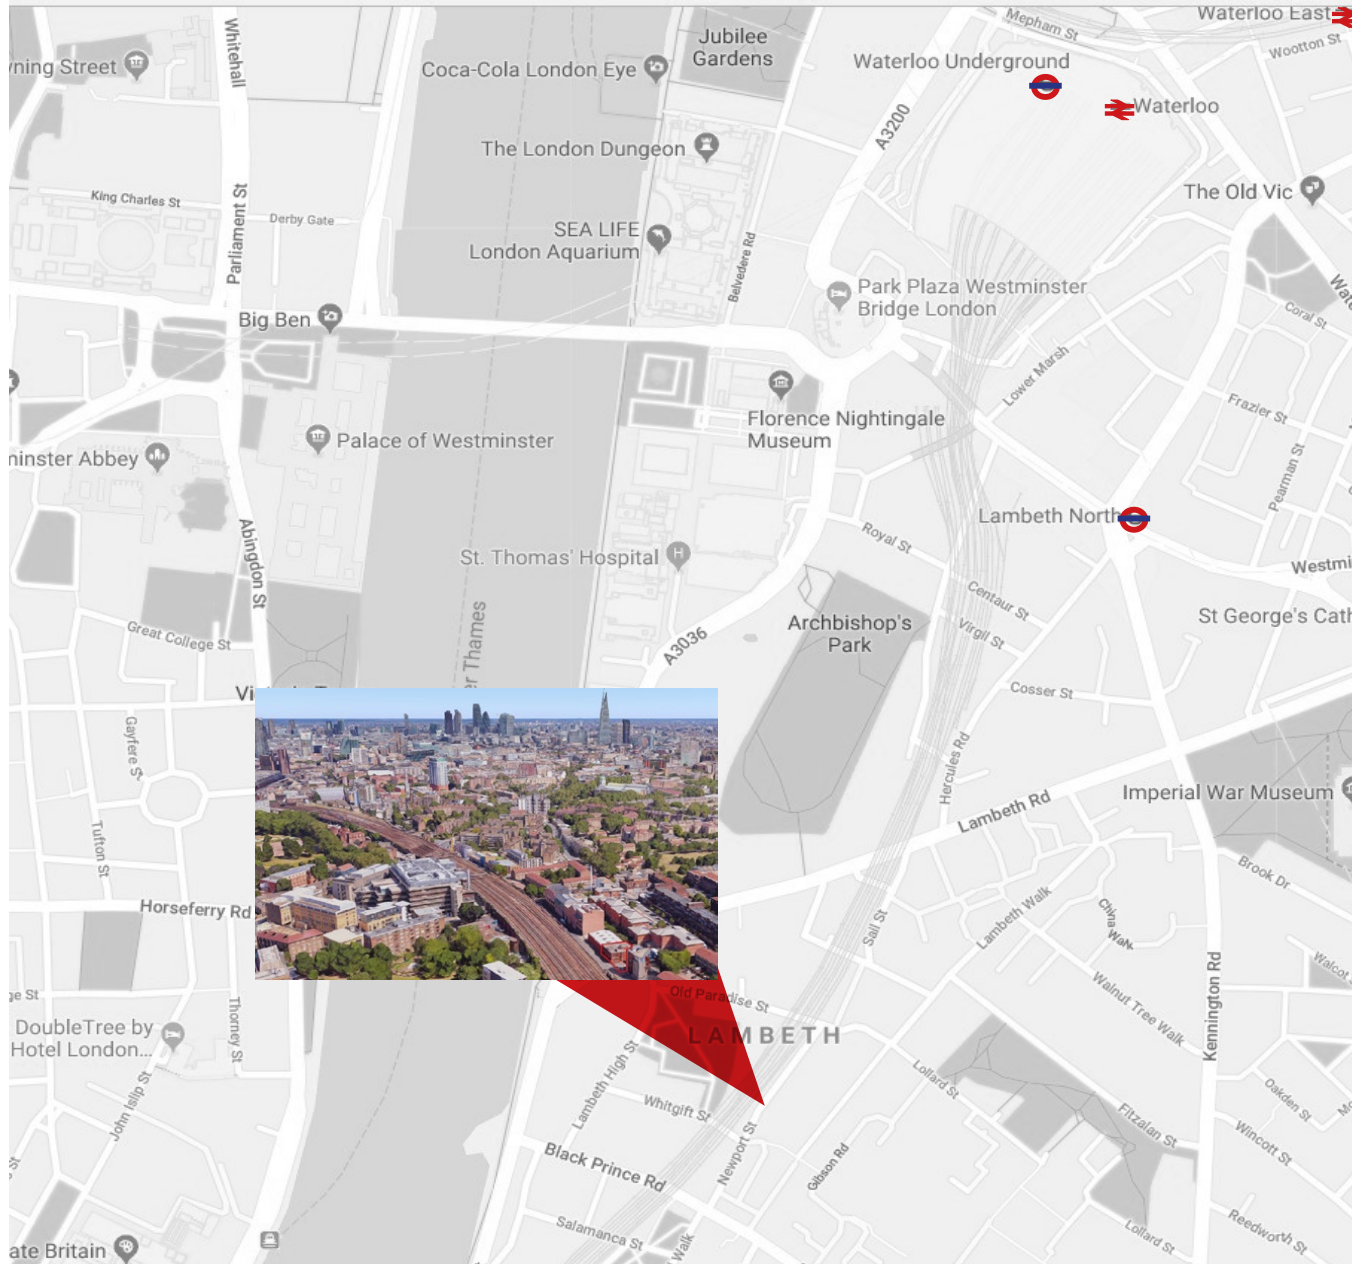 Whitehall
Mepham St
Waterloo East
Wootton St
ning Street
Coca-Cola London Eye
Jubilee
Gardens
Waterloo Underground
Waterloo
A3200
The London Dungeon
King Charles St
Parliament St
Derby Gate
SEA LIFE
London Aquarium
Belvedere Rd
The Old Vic
Park Plaza Westminster
Bridge London
Wate
Coral St
Big Ben
Lower Marsh
Frazier St
Florence Nightingale
Museum
Palace of Westminster
minster Abbey
Pearman St
Lambeth North
Royal St
Abingdon St
St. Thomas' Hospital
Westmi
Centaur St
St George's Cath
Archbishop's
Park
Virgil St
Great College St
A3036
r Thames
Cosser St
Gayfere St
Hercules Rd
Imperial War Museum
Lambeth Rd
Tufton St
Brook Dr
Horseferry Rd
Lambeth Walk
China Walk
Sail St
Walcot
ge St
Old Paradise St
Walnut Tree Walk
Kennington Rd
Thorney St
DoubleTree by
Hotel London...
LAMBETH
Lambeth High St
Lollard St
John Islip St
Whitgift St
Fitzalan St
Oakden St
Newport St
Wincott St
Black Prince Rd
Gibson Rd
Salamanca St
Walk
Lollard St
Reedworth St
ate Britain